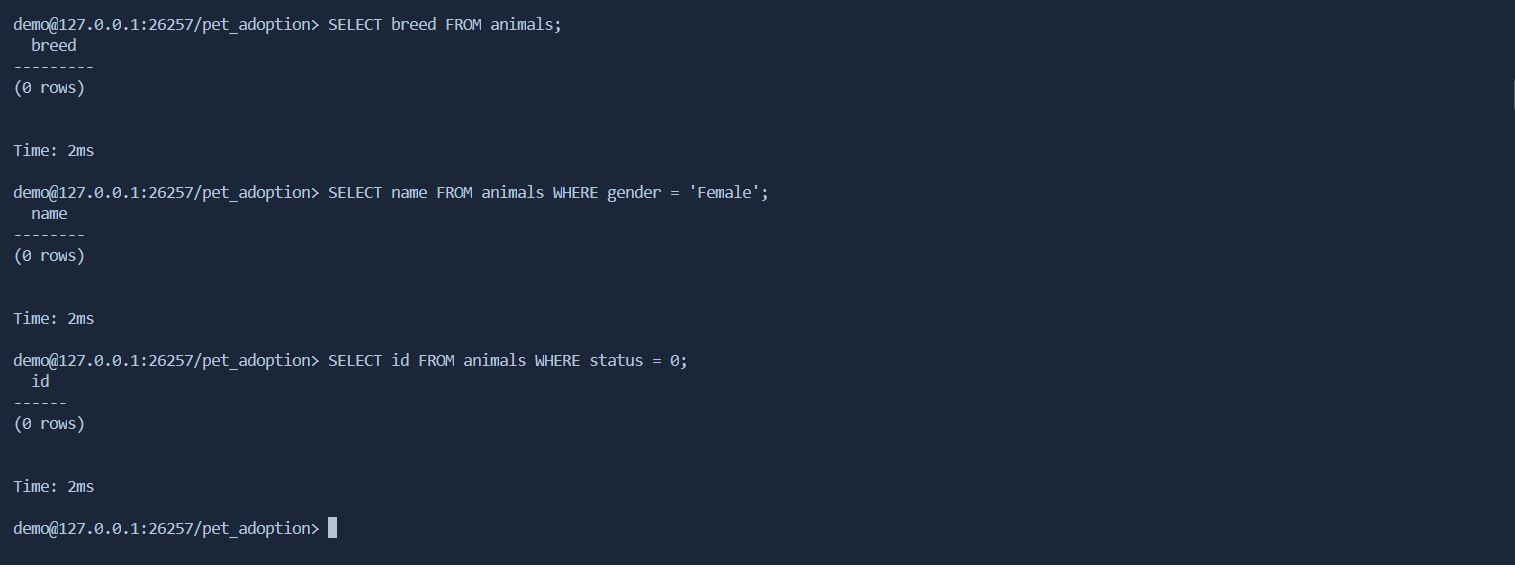 demo@127.0.0.1:26257/pet_adoption> SELECT breed FROM animals;
  breed
---------
(0 rows)
Time: 2ms
demo@127.0.0.1:26257/pet_adoption> SELECT name FROM animals WHERE gender = 'Female';
  name
--------
(0 rows)
Time: 2ms
demo@127.0.0.1:26257/pet_adoption> SELECT id FROM animals WHERE status = 0;
  id
------
(0 rows)
Time: 2ms
demo@127.0.0.1:26257/pet_adoption>